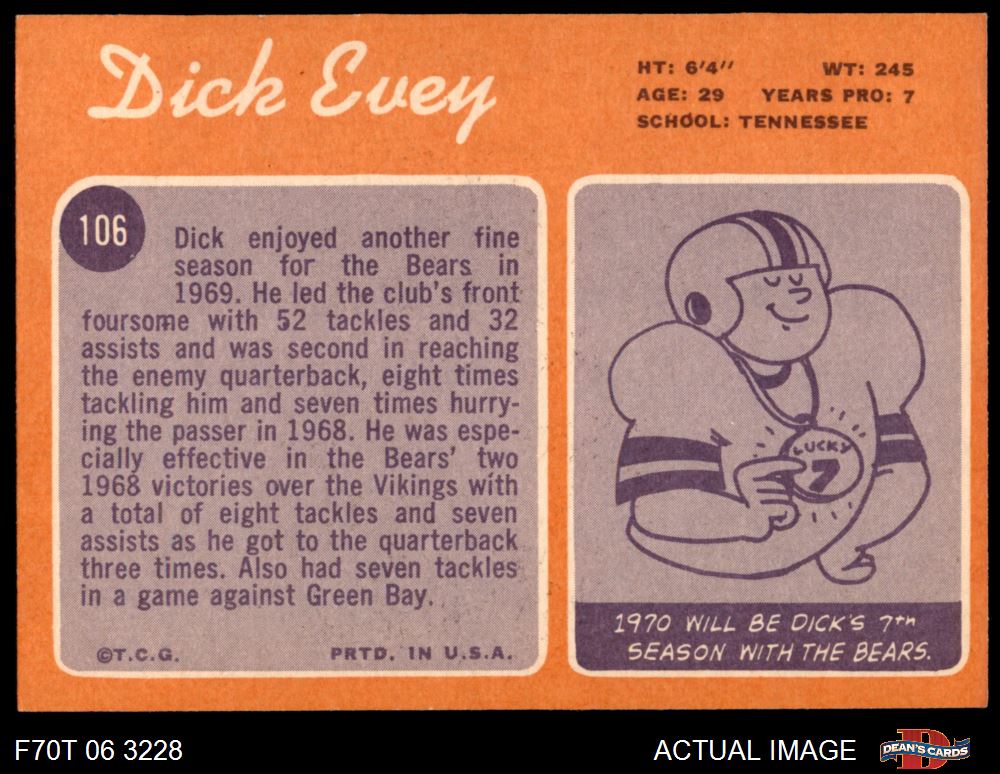 Dick Evey
HT: 6'4" WT: 245
AGE: 29 YEARS PRO: 7
SCHOOL: TENNESSEE
106
Dick enjoyed another fine
season for the Bears in
1969. He led the club's front
foursome with 52 tackles and 32
assists and was second in reaching
the enemy quarterback, eight times
tackling him and seven times hurry-
ing the passer in 1968. He was espe-
cially effective in the Bears' two
1968 victories over the Vikings with
a total of eight tackles and seven
assists as he got to the quarterback
three times. Also had seven tackles
in a game against Green Bay.
©T.C.G. PRTD. IN U.S.A.
LUCKY
7
1970 WILL BE DICK'S 7th
SEASON WITH THE BEARS.
F70T 06 3228
ACTUAL IMAGE
DEAN'S CARDS